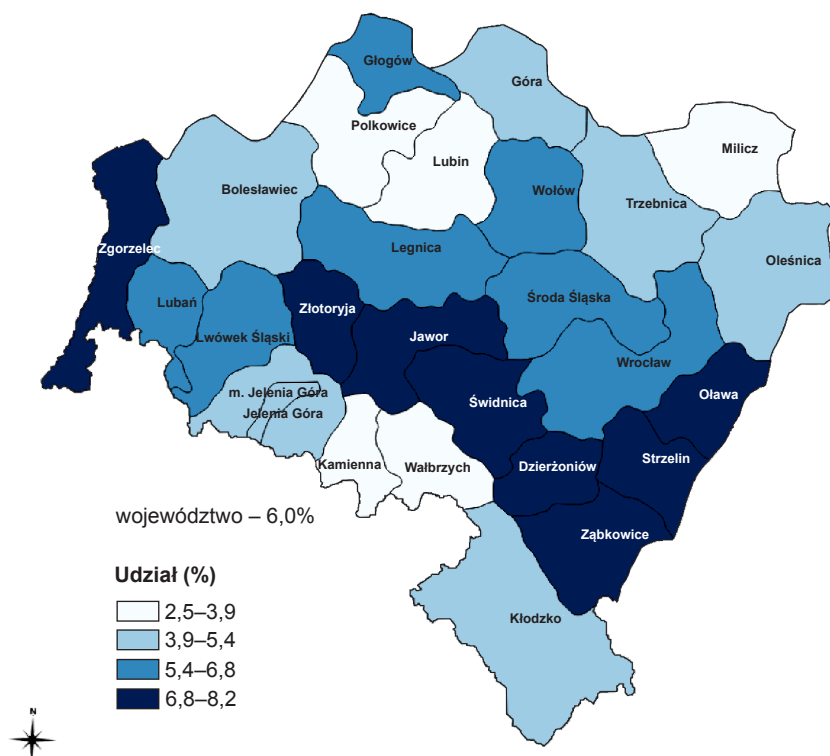 Głogów
Góra
Polkowice
Milicz
Lubin
Bolesławiec
Wołów
Trzebnica
Zgorzelec
Legnica
Oleśnica
Lubań
Złotoryja
Środa Śląska
Lwówek Śląski
Jawor
Wrocław
m. Jelenia Góra
Oława
Świdnica
Jelenia Góra
Kamienna
Wałbrzych
Dzierżoniów
Strzelin
województwo – 6,0%
Ząbkowice
Udział (%)
2,5–3,9
3,9–5,4
5,4–6,8
6,8–8,2
Kłodzko
N